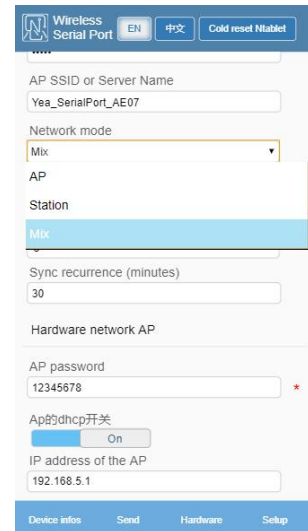 Wireless
Serial Port
EN
中文
Cold reset Ntablet
AP SSID or Server Name
Yea_SerialPort_AE07
Network mode
Mix
AP
Station
Mix
Sync recurrence (minutes)
30
Hardware network AP
AP password
12345678 *
Ap的dhcp开关
On
IP address of the AP
192.168.5.1
Device infos Send Hardware Setup